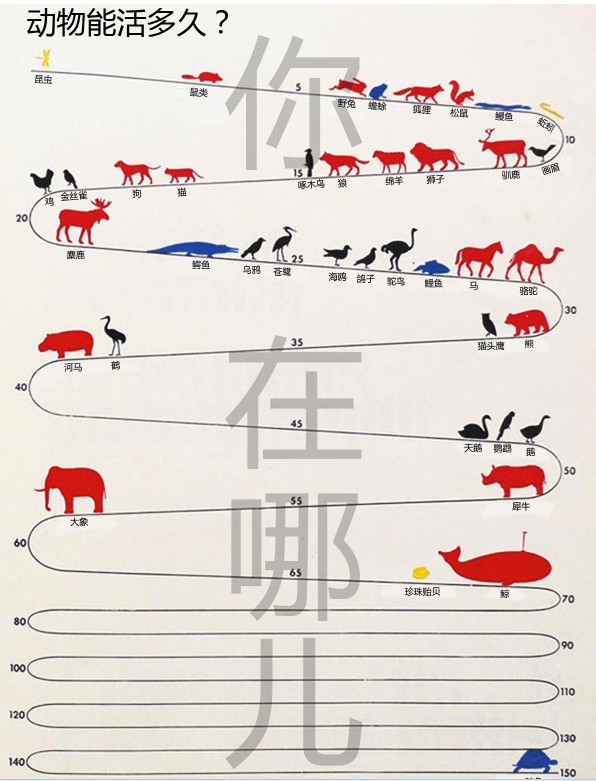 动物能活多久？
昆虫
鼠类
5
野兔
蟾蜍
狐狸
松鼠
鳗鱼
蚯蚓
10
鸡
金丝雀
狗
猫
15
啄木鸟
狼
绵羊
狮子
驯鹿
画眉
20
麋鹿
鳄鱼
乌鸦
苍鹭
25
海鸥
鸽子
鸵鸟
鲤鱼
马
骆驼
30
河马
鹤
35
猫头鹰
熊
40
45
天鹅
鹦鹉
鹅
50
大象
55
犀牛
60
65
珍珠贻贝
鲸
70
80
90
100
110
120
130
140
150
你
在
哪
儿